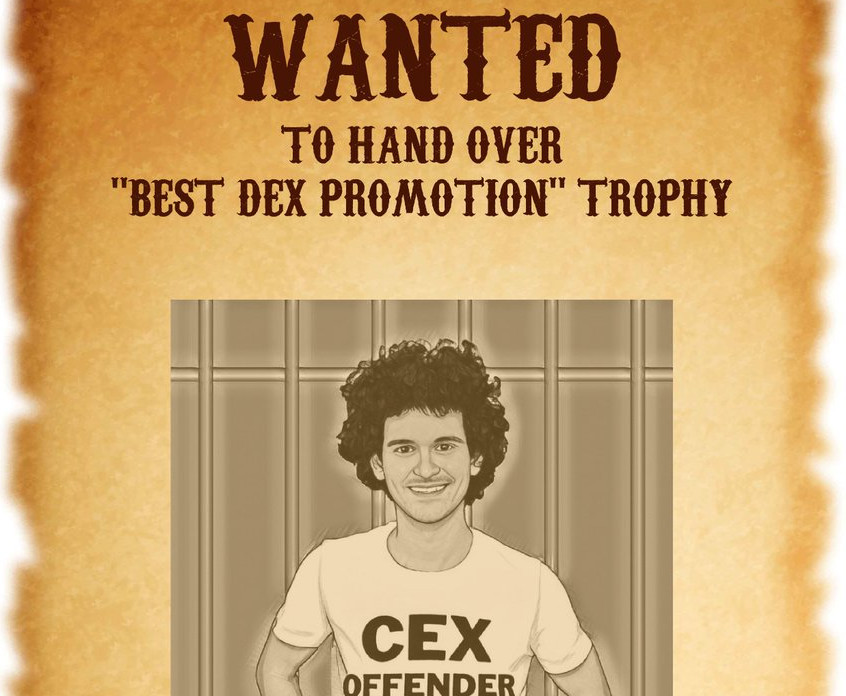 WANTED
TO HAND OVER
"BEST DEX PROMOTION" TROPHY
CEX
OFFENDER